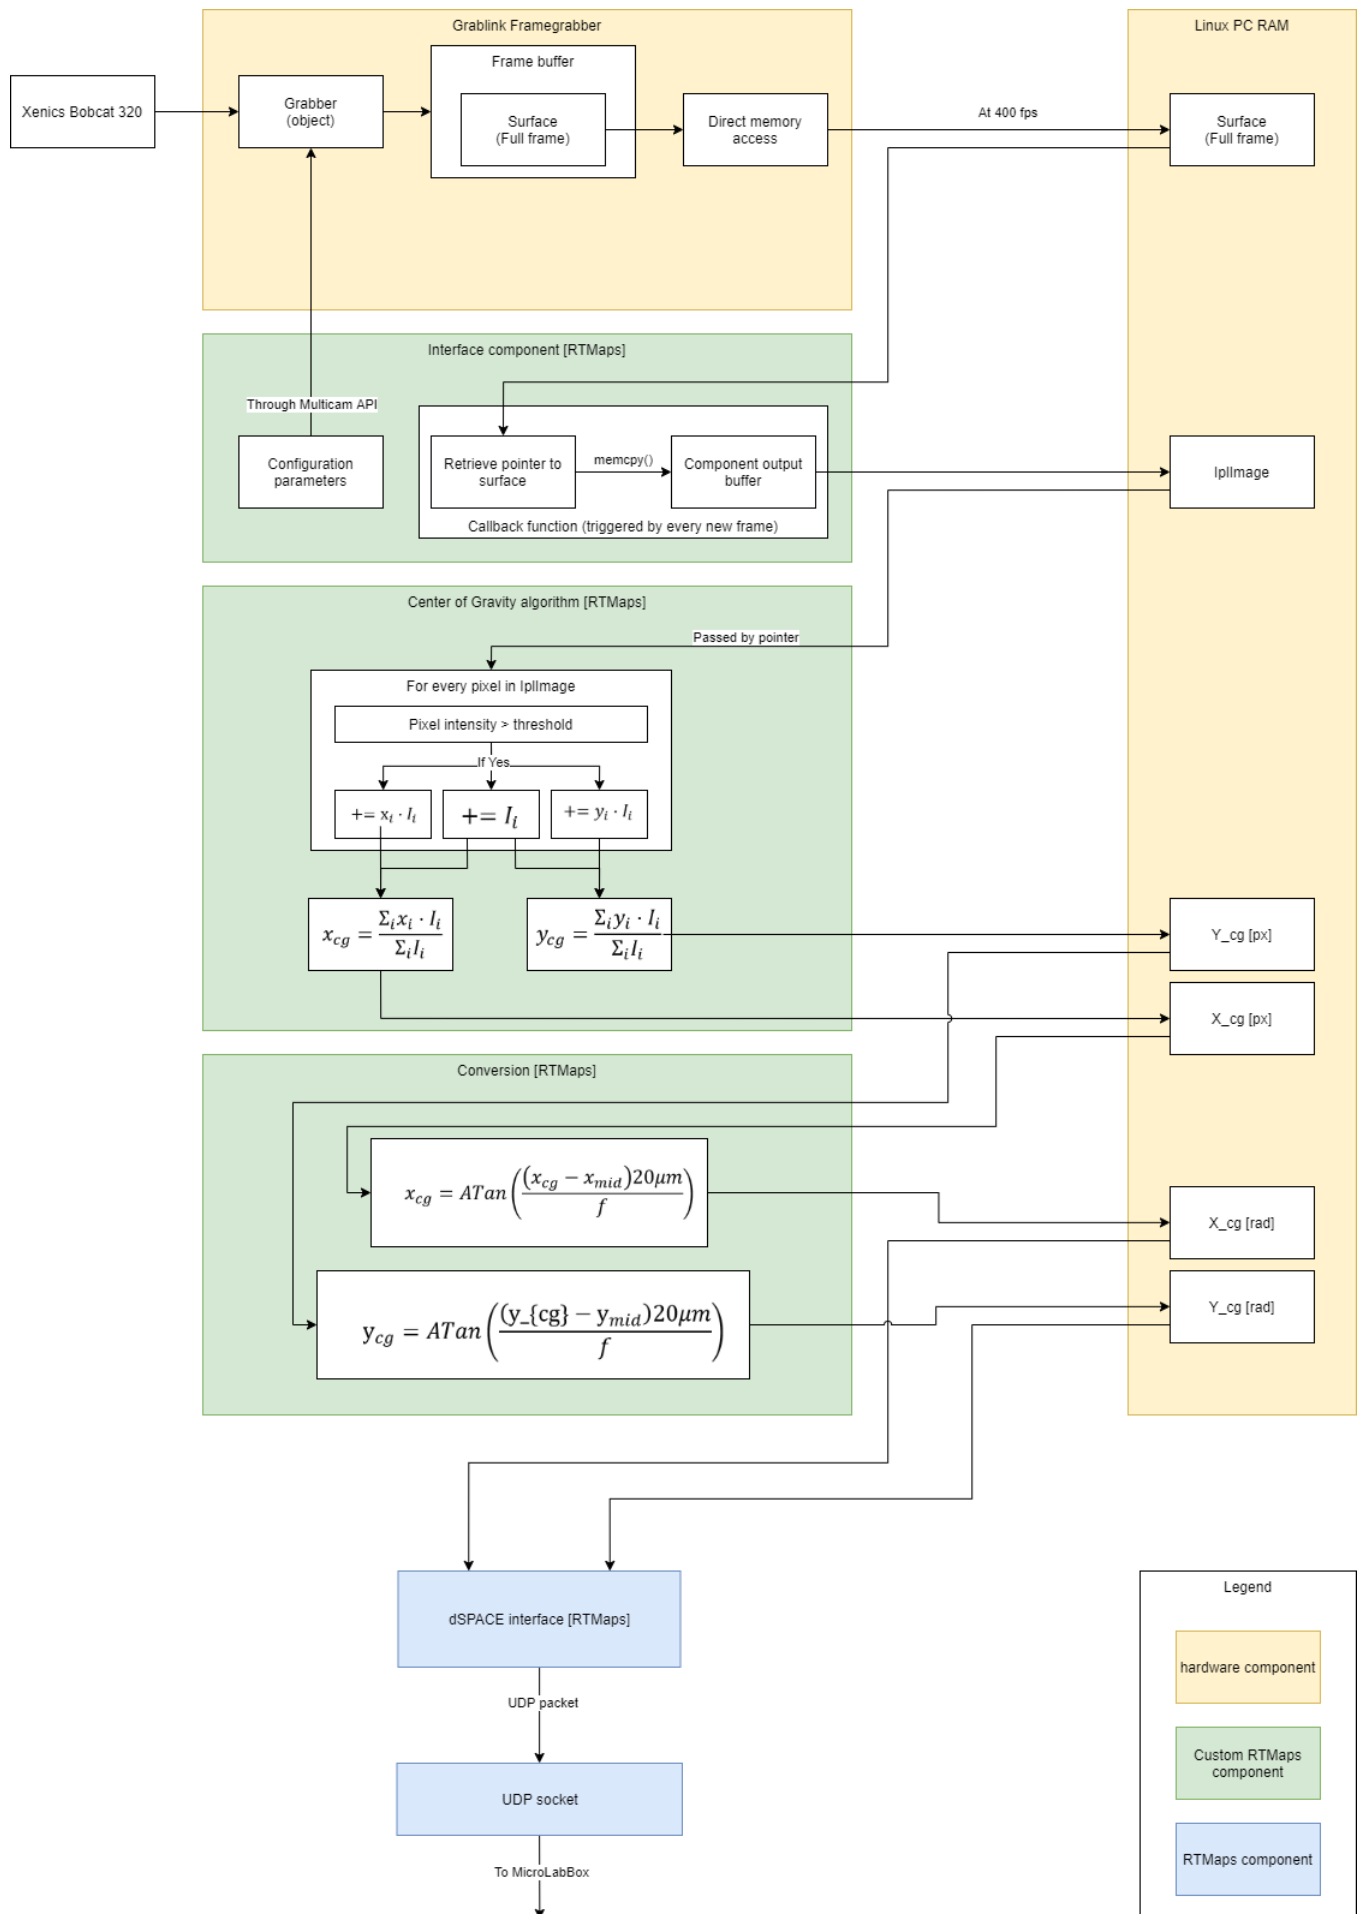 Grablink Framegrabber
Linux PC RAM
Xenics Bobcat 320
Grabber
(object)
Frame buffer
Surface
(Full frame)
Direct memory
access
At 400 fps
Surface
(Full frame)
Interface component [RTMaps]
Through Multicam API
Configuration
parameters
Retrieve pointer to
surface
memcpy()
Component output
buffer
Callback function (triggered by every new frame)
IplImage
Center of Gravity algorithm [RTMaps]
Passed by pointer
For every pixel in IplImage
Pixel intensity > threshold
If Yes
+= x_i · I_i
+= I_i
+= y_i · I_i
x_cg = Σ_i x_i · I_i / Σ_i I_i
y_cg = Σ_i y_i · I_i / Σ_i I_i
Y_cg [px]
X_cg [px]
Conversion [RTMaps]
x_cg = ATan((x_cg − x_mid)20μm / f)
X_cg [rad]
y_cg = ATan((y_{cg} − y_mid)20μm / f)
Y_cg [rad]
dSPACE interface [RTMaps]
UDP packet
UDP socket
To MicroLabBox
Legend
hardware component
Custom RTMaps
component
RTMaps component